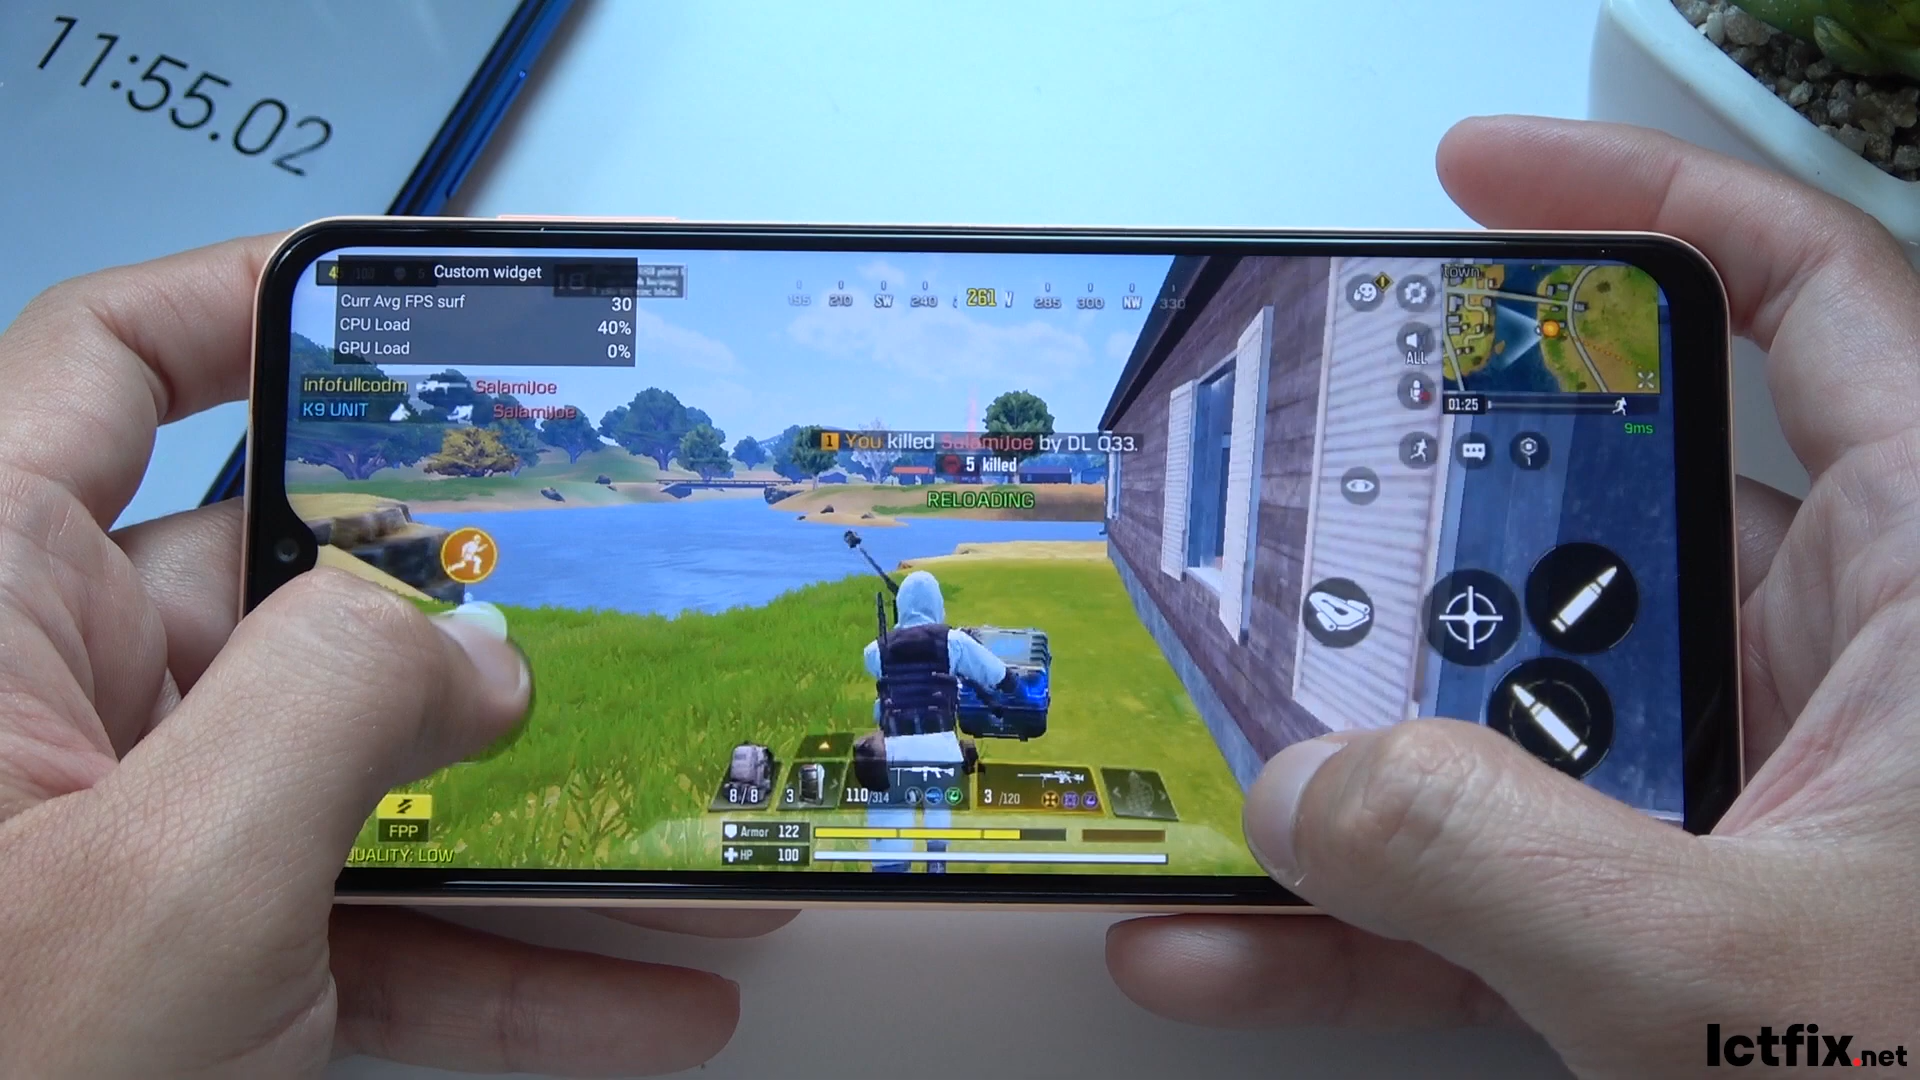 11:55.02
Custom widget
Curr Avg FPS surf 30
CPU Load 40%
GPU Load 0%
infofullcodm SalamiJoe
K9 UNIT SalamiJoe
195 210 SW 240 261 285 300 NW 330
1 You killed SalamiJoe by DL Q33.
5 killed
RELOADING
town
ALL
01:25
9ms
8/8 3 110/314 3/120
FPP
Armor 122
HP 100
QUALITY: LOW
Ictfix.net